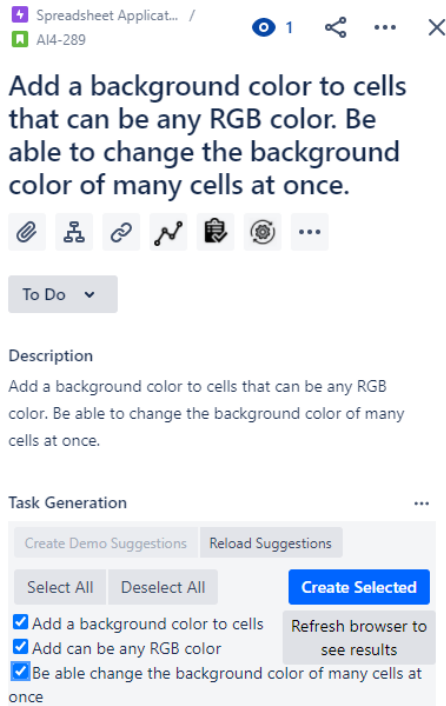 Spreadsheet Applicat... /
AI4-289
1
Add a background color to cells
that can be any RGB color. Be
able to change the background
color of many cells at once.
To Do
Description
Add a background color to cells that can be any RGB
color. Be able to change the background color of many
cells at once.
Task Generation
Create Demo Suggestions Reload Suggestions
Select All Deselect All Create Selected
Add a background color to cells
Refresh browser to
see results
Add can be any RGB color
Be able change the background color of many cells at
once